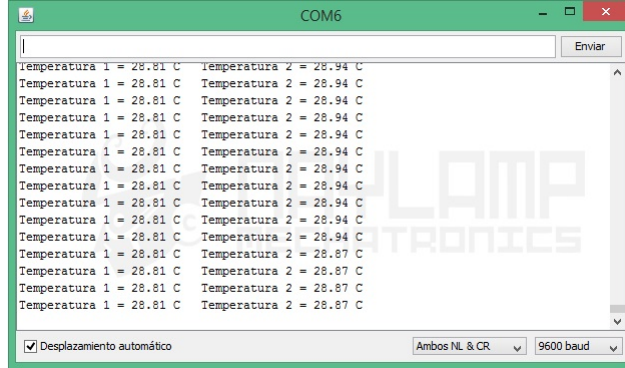 COM6
Enviar
Temperatura 1 = 28.81 C Temperatura 2 = 28.94 C
Temperatura 1 = 28.81 C Temperatura 2 = 28.94 C
Temperatura 1 = 28.81 C Temperatura 2 = 28.94 C
Temperatura 1 = 28.81 C Temperatura 2 = 28.94 C
Temperatura 1 = 28.81 C Temperatura 2 = 28.94 C
Temperatura 1 = 28.81 C Temperatura 2 = 28.94 C
Temperatura 1 = 28.81 C Temperatura 2 = 28.94 C
Temperatura 1 = 28.81 C Temperatura 2 = 28.94 C
Temperatura 1 = 28.81 C Temperatura 2 = 28.94 C
Temperatura 1 = 28.81 C Temperatura 2 = 28.94 C
Temperatura 1 = 28.81 C Temperatura 2 = 28.94 C
Temperatura 1 = 28.81 C Temperatura 2 = 28.87 C
Temperatura 1 = 28.81 C Temperatura 2 = 28.87 C
Temperatura 1 = 28.81 C Temperatura 2 = 28.87 C
Temperatura 1 = 28.81 C Temperatura 2 = 28.87 C
MECHATRONICS
Desplazamiento automático Ambos NL & CR 9600 baud